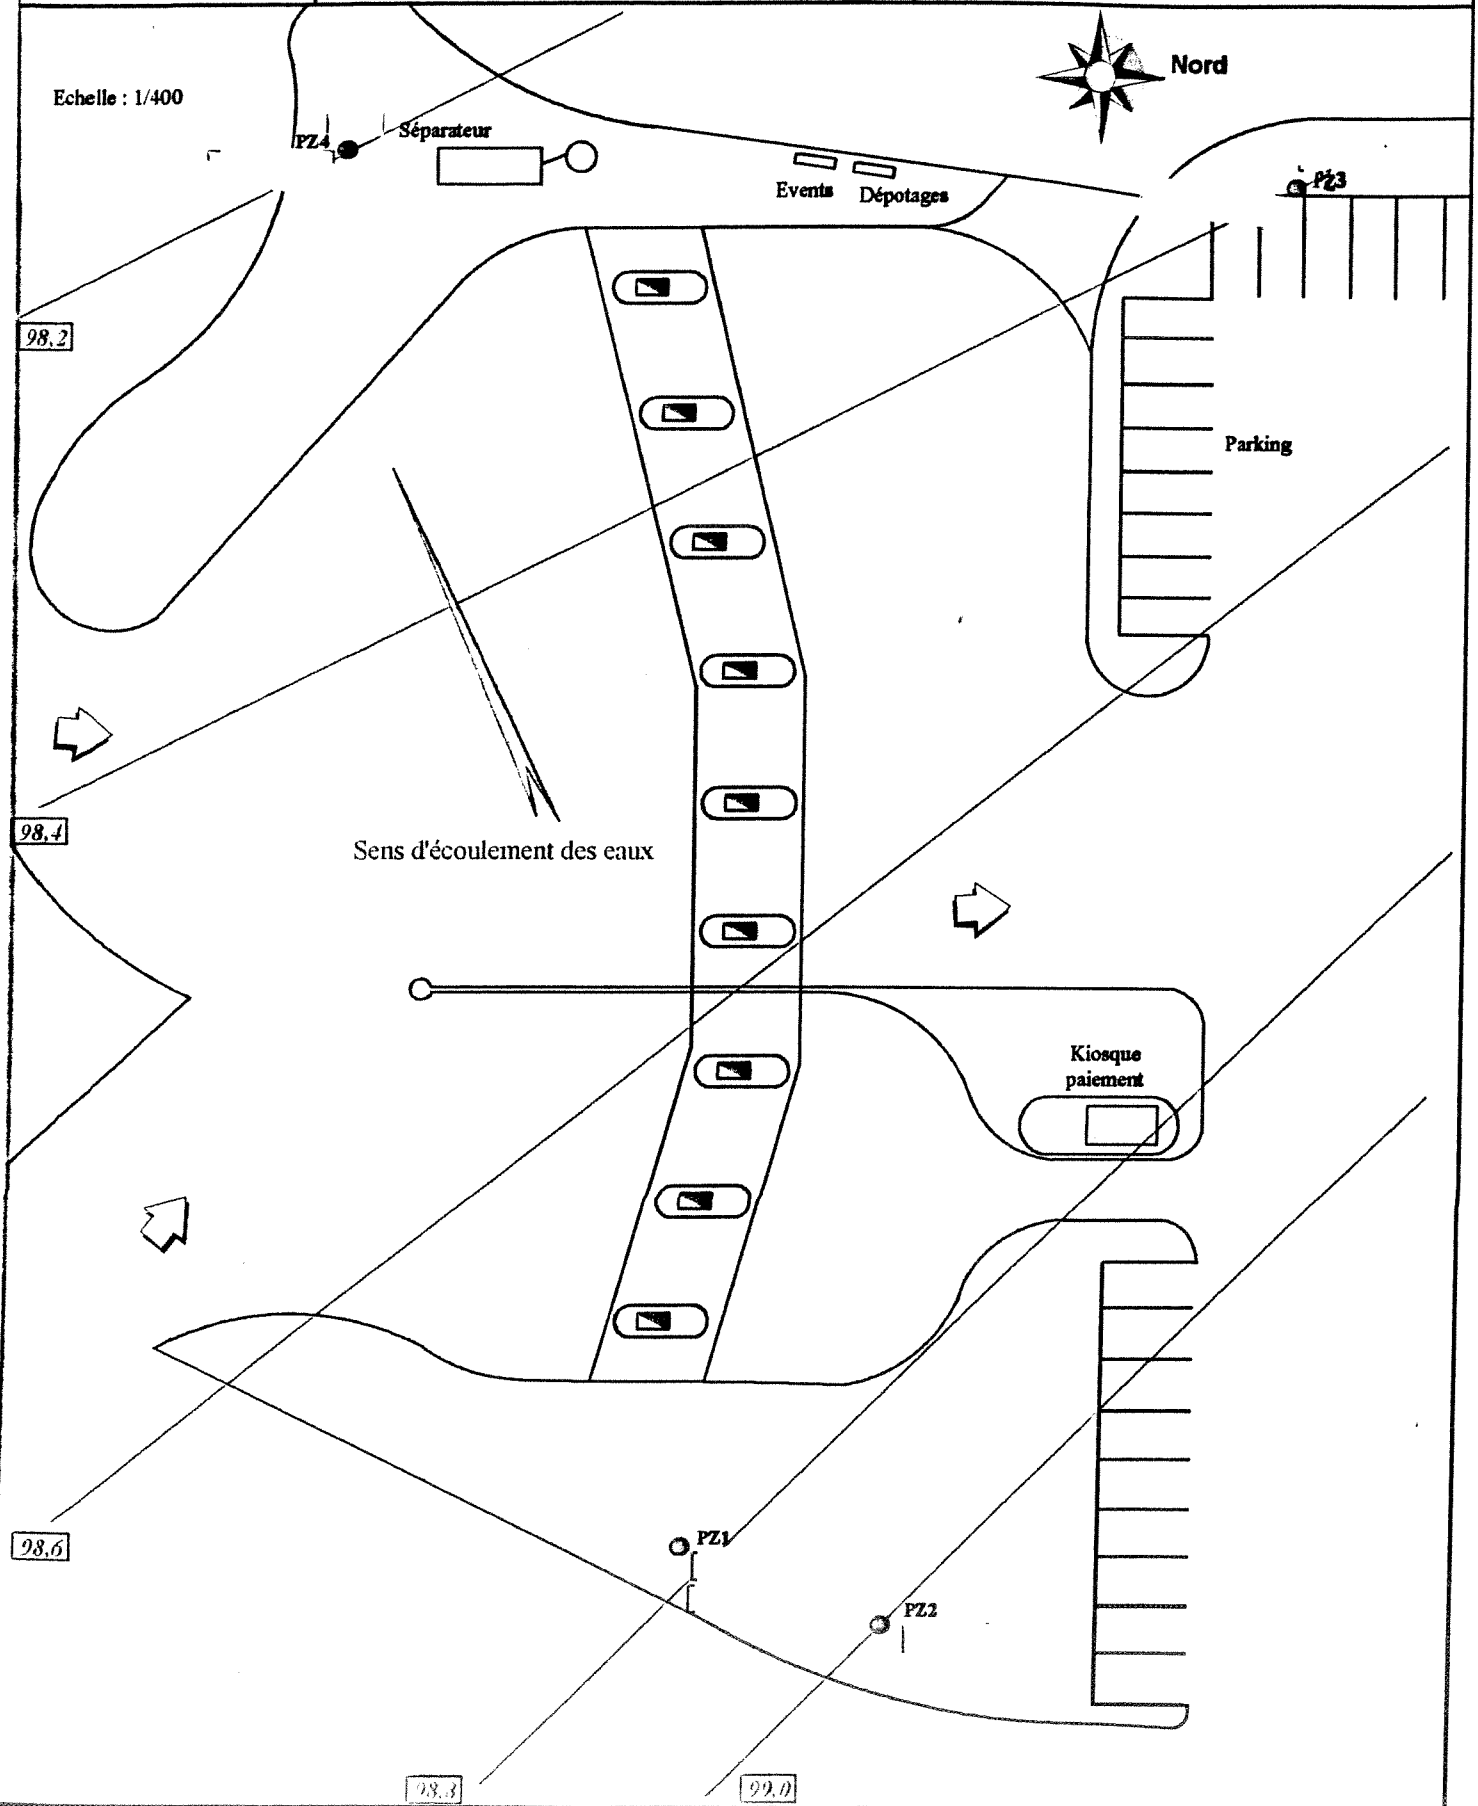 Nord
Echelle : 1/400
PZ4
Séparateur
Events
Dépotages
PZ3
98,2
Parking
98,4
Sens d'écoulement des eaux
Kiosque
paiement
98,6
PZ1
PZ2
99,0